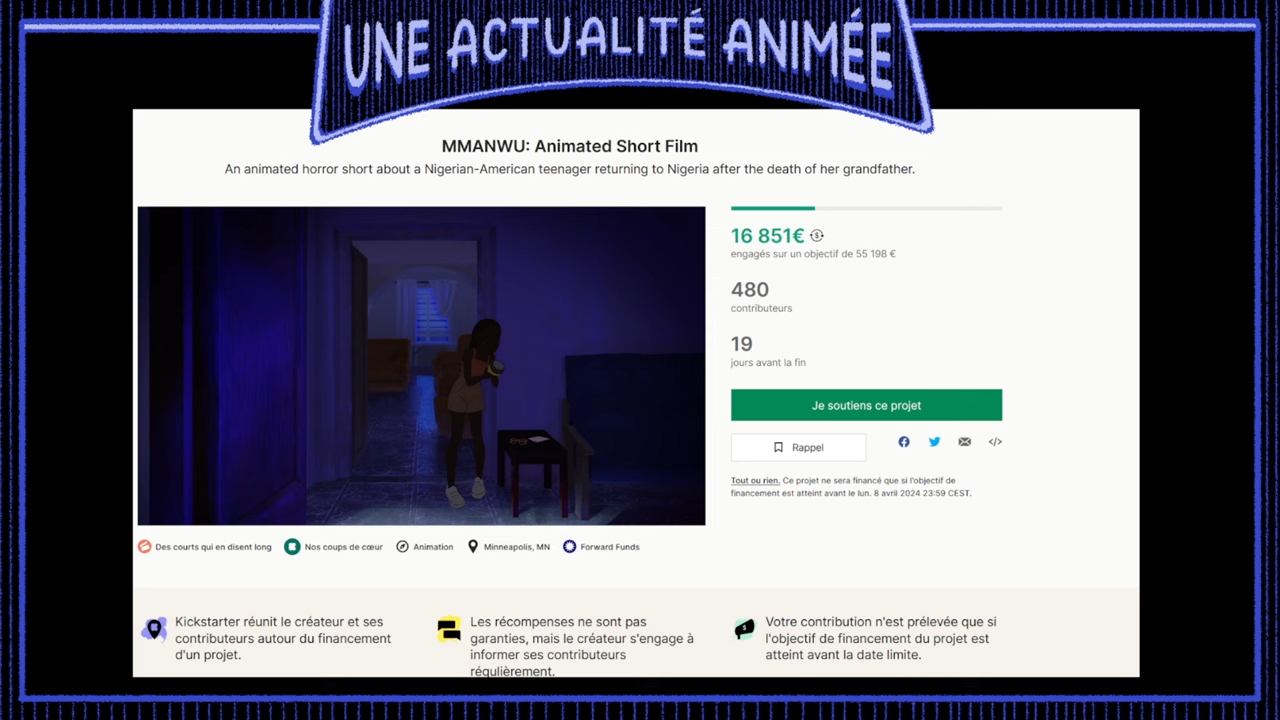 UNE ACTUALITÉ ANIMÉE
MMANWU: Animated Short Film
An animated horror short about a Nigerian-American teenager returning to Nigeria after the death of her grandfather.
16 851€
engagés sur un objectif de 55 198 €
480
contributeurs
19
jours avant la fin
Je soutiens ce projet
Rappel
Tout ou rien. Ce projet ne sera financé que si l'objectif de
financement est atteint avant le lun. 8 avril 2024 23:59 CEST.
Des courts qui en disent long
Nos coups de cœur
Animation
Minneapolis, MN
Forward Funds
Kickstarter réunit le créateur et ses
contributeurs autour du financement
d'un projet.
Les récompenses ne sont pas
garanties, mais le créateur s'engage à
informer ses contributeurs
régulièrement.
Votre contribution n'est prélevée que si
l'objectif de financement du projet est
atteint avant la date limite.